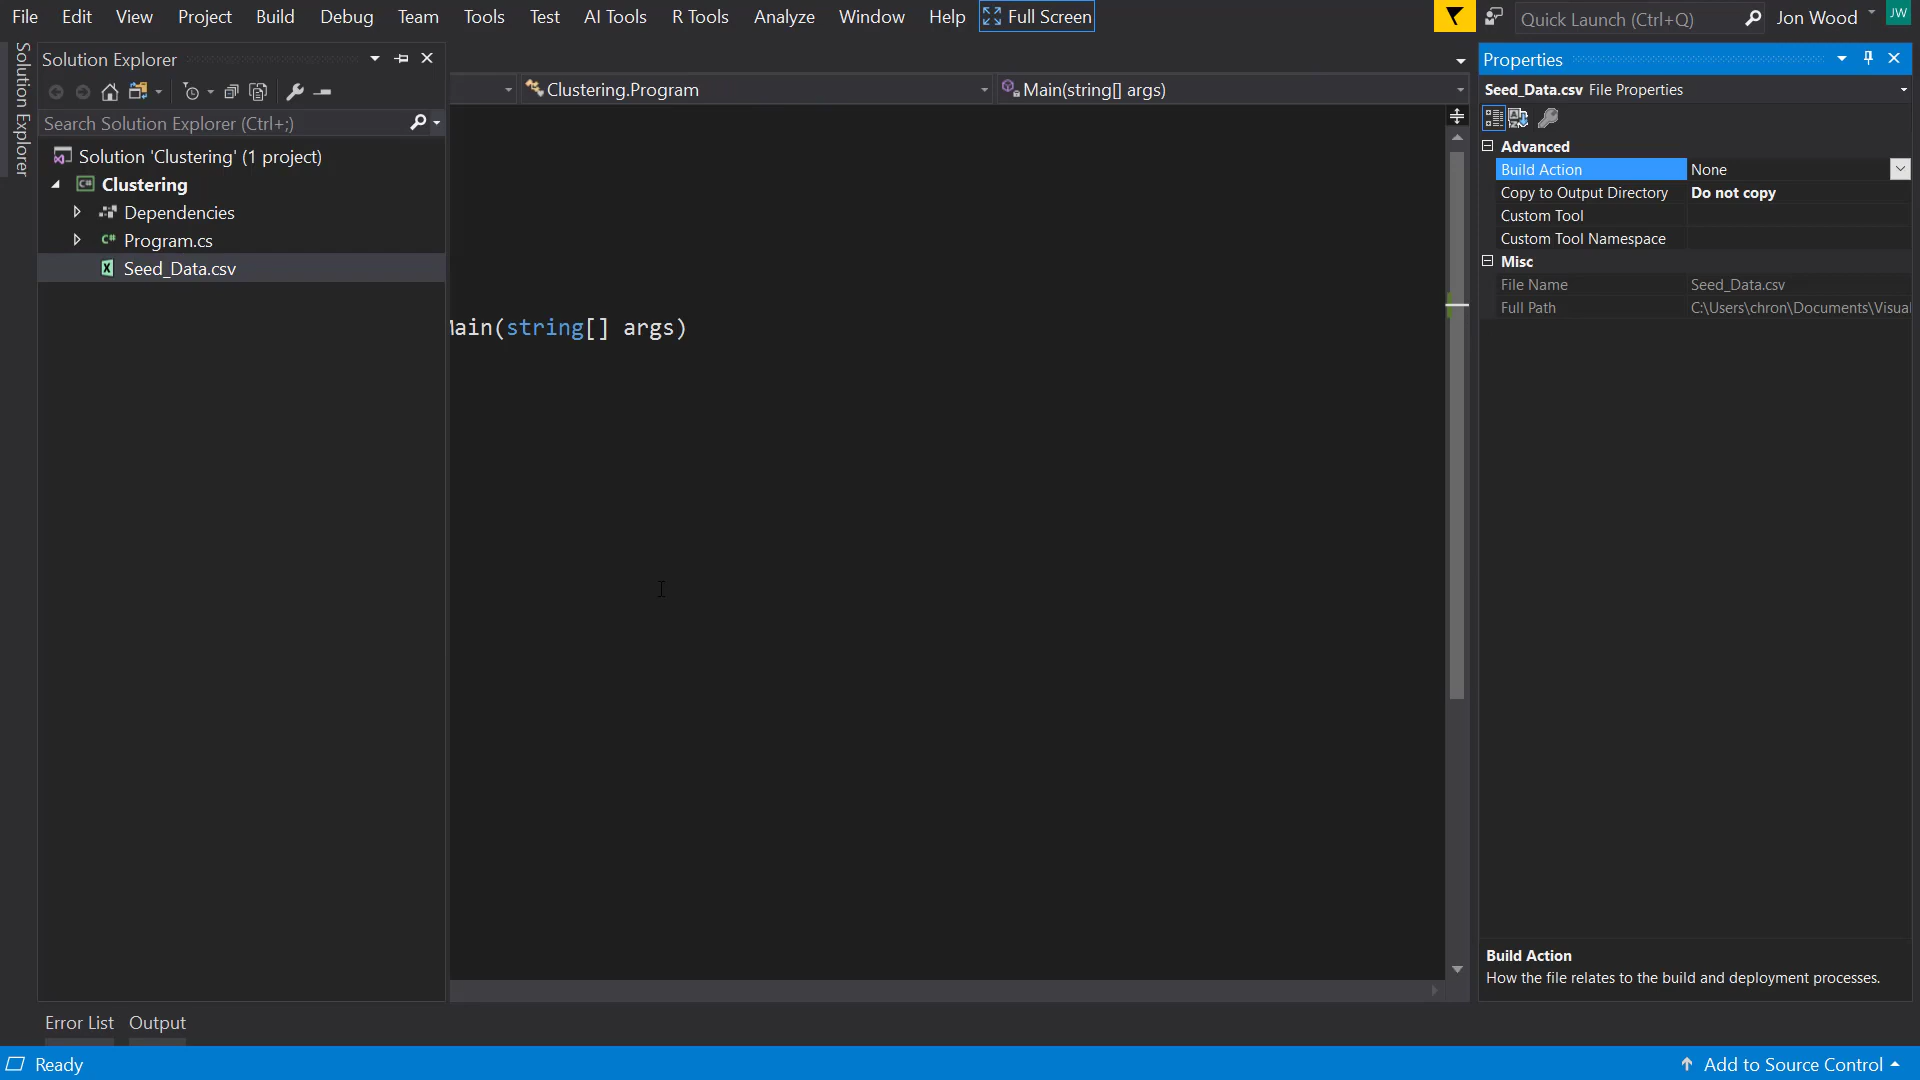 File Edit View Project Build Debug Team Tools Test AI Tools R Tools Analyze Window Help Full Screen Quick Launch (Ctrl+Q) Jon Wood JW
Solution Explorer
Solution Explorer
Search Solution Explorer (Ctrl+;)
Solution 'Clustering' (1 project)
C# Clustering
Dependencies
C# Program.cs
Seed_Data.csv
Clustering.Program Main(string[] args)
Main(string[] args)
Properties
Seed_Data.csv File Properties
Advanced
Build Action None
Copy to Output Directory Do not copy
Custom Tool
Custom Tool Namespace
Misc
File Name Seed_Data.csv
Full Path C:\Users\chron\Documents\Visual
Build Action
How the file relates to the build and deployment processes.
Error List Output
Ready Add to Source Control